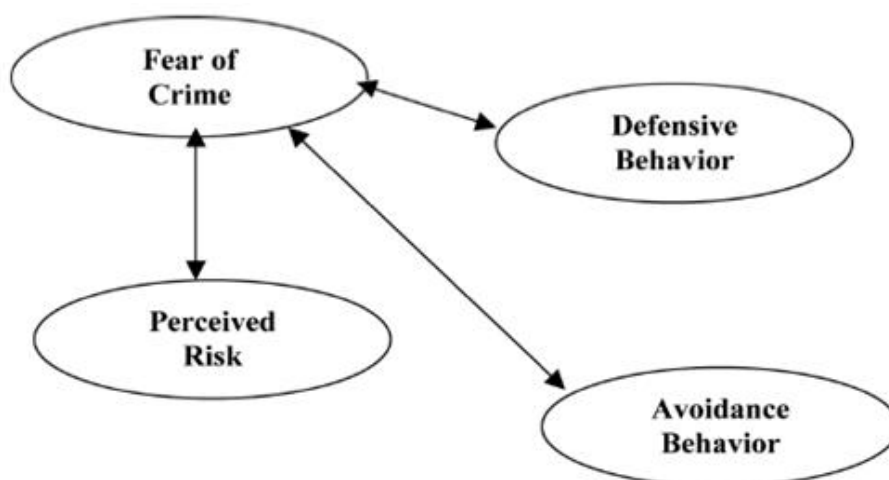 Fear of
Crime
Defensive
Behavior
Perceived
Risk
Avoidance
Behavior